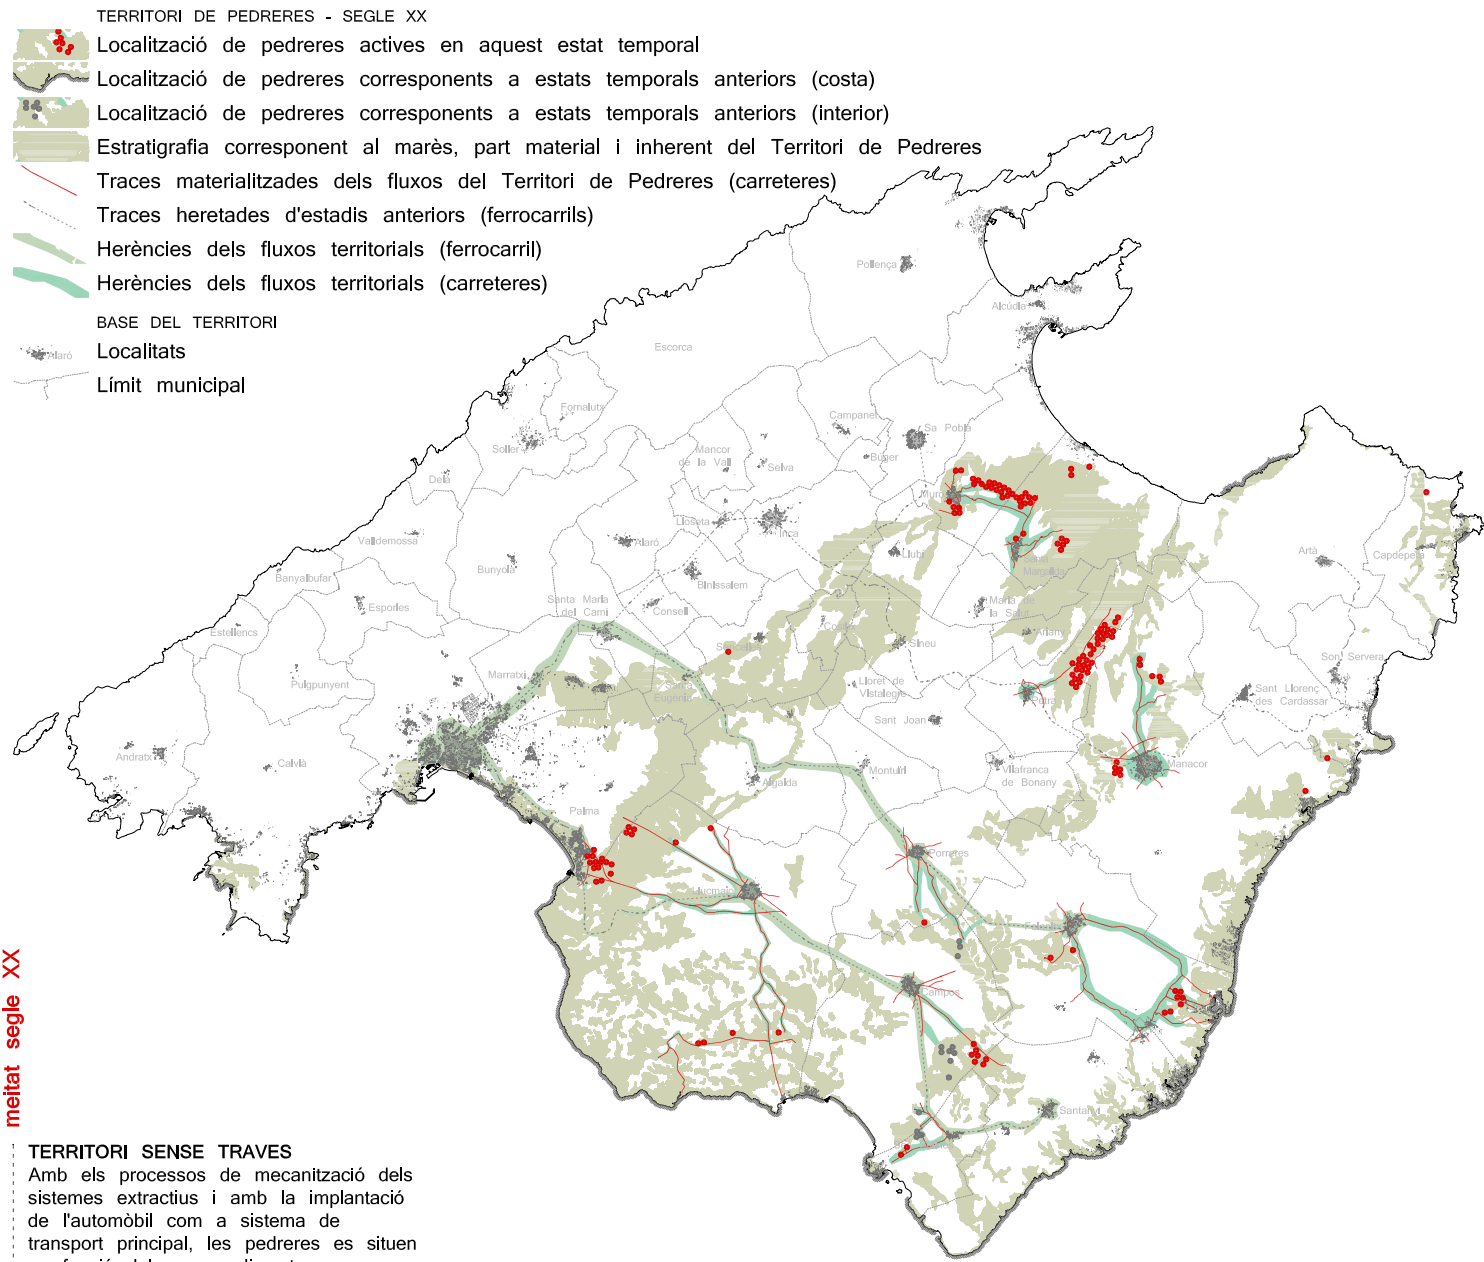 TERRITORI DE PEDRERES - SEGLE XX
Localització de pedreres actives en aquest estat temporal
Localització de pedreres corresponents a estats temporals anteriors (costa)
Localització de pedreres corresponents a estats temporals anteriors (interior)
Estratigrafia corresponent al marès, part material i inherent del Territori de Pedreres
Traces materialitzades dels fluxos del Territori de Pedreres (carreteres)
Traces heretades d'estadis anteriors (ferrocarrils)
Herències dels fluxos territorials (ferrocarril)
Herències dels fluxos territorials (carreteres)
BASE DEL TERRITORI
Alaró
Localitats
Límit municipal
Pollença
Alcúdia
Escorca
Fornalutx
Campanet
Sa Pobla
Soller
Mancor
de la Vall
Selva
Búger
Deià
Muro
Lloseta
Inca
Valldemossa
Alaró
Llubí
Artà
Capdepera
Bunyola
Santa
Margalida
Banyalbufar
Binissalem
Esporles
Santa Maria
del Camí
Consell
Maria de
la Salut
Estellencs
Ariany
Sineu
Son Servera
Marratxí
Puigpunyent
Santa
Eugenia
Lloret de
Vistalegre
Petra
Sant Llorenç
des Cardassar
Sant Joan
Andratx
Calvià
Algaida
Montuïri
Vilafranca
de Bonany
Manacor
Palma
Porreres
Llucmajor
Felanitx
Campos
Santanyí
meitat segle XX
TERRITORI SENSE TRAVES
Amb els processos de mecanització dels
sistemes extractius i amb la implantació
de l'automòbil com a sistema de
transport principal, les pedreres es situen